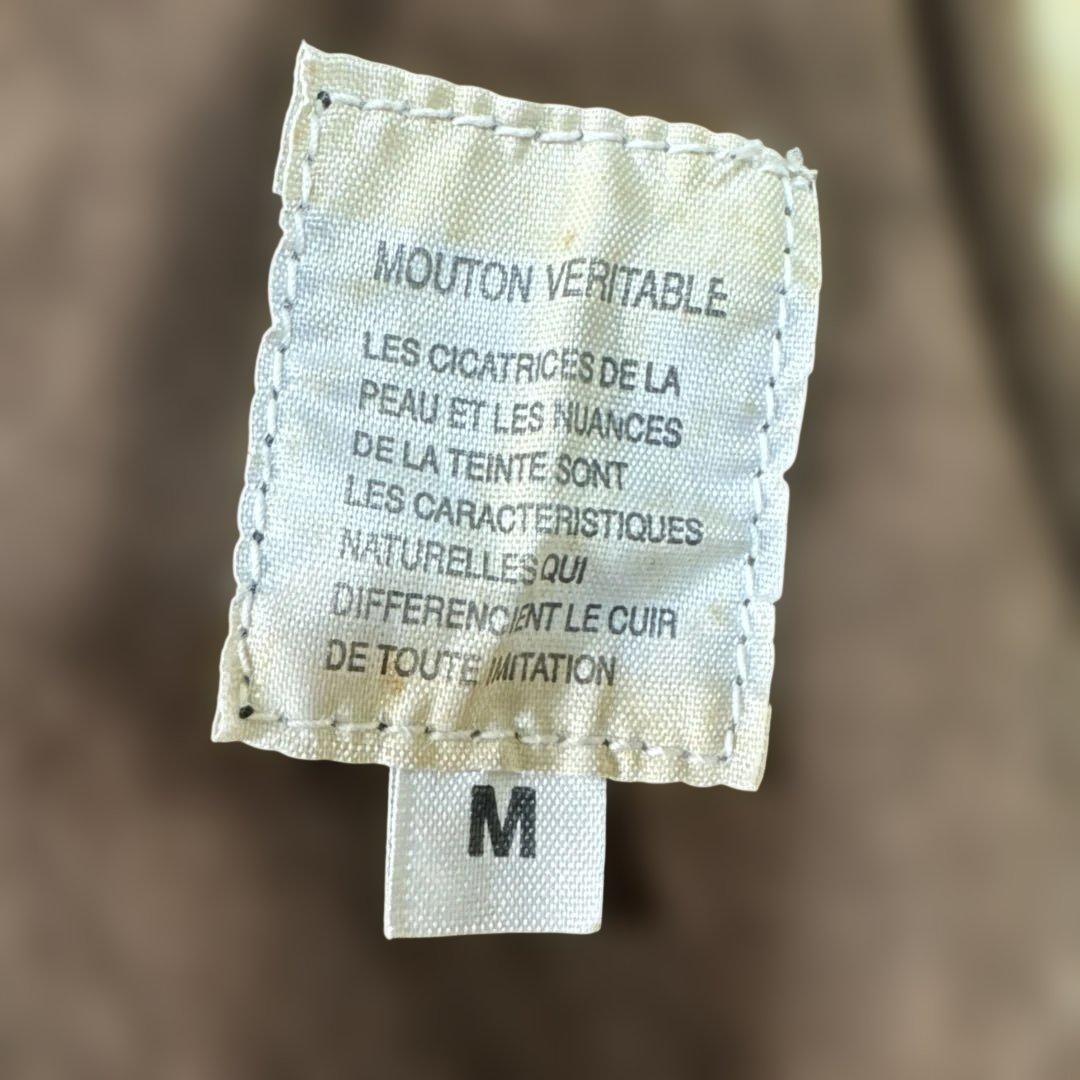 MOUTON VERITABLE
LES CICATRICES DE LA
PEAU ET LES NUANCES
DE LA TEINTE SONT
LES CARACTERISTIQUES
NATURELLES QUI
DIFFERENCIENT LE CUIR
DE TOUTE IMITATION
M